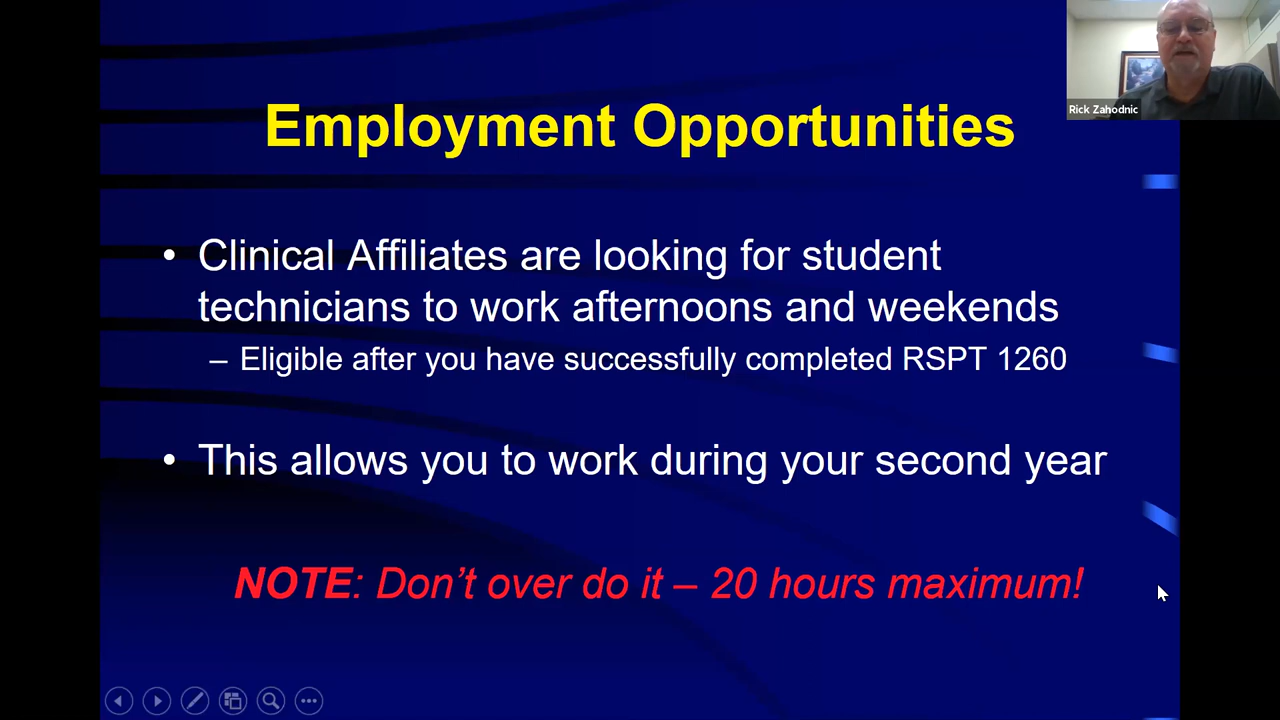 Rick Zahodnic
Employment Opportunities
• Clinical Affiliates are looking for student
technicians to work afternoons and weekends
– Eligible after you have successfully completed RSPT 1260
• This allows you to work during your second year
NOTE: Don’t over do it – 20 hours maximum!